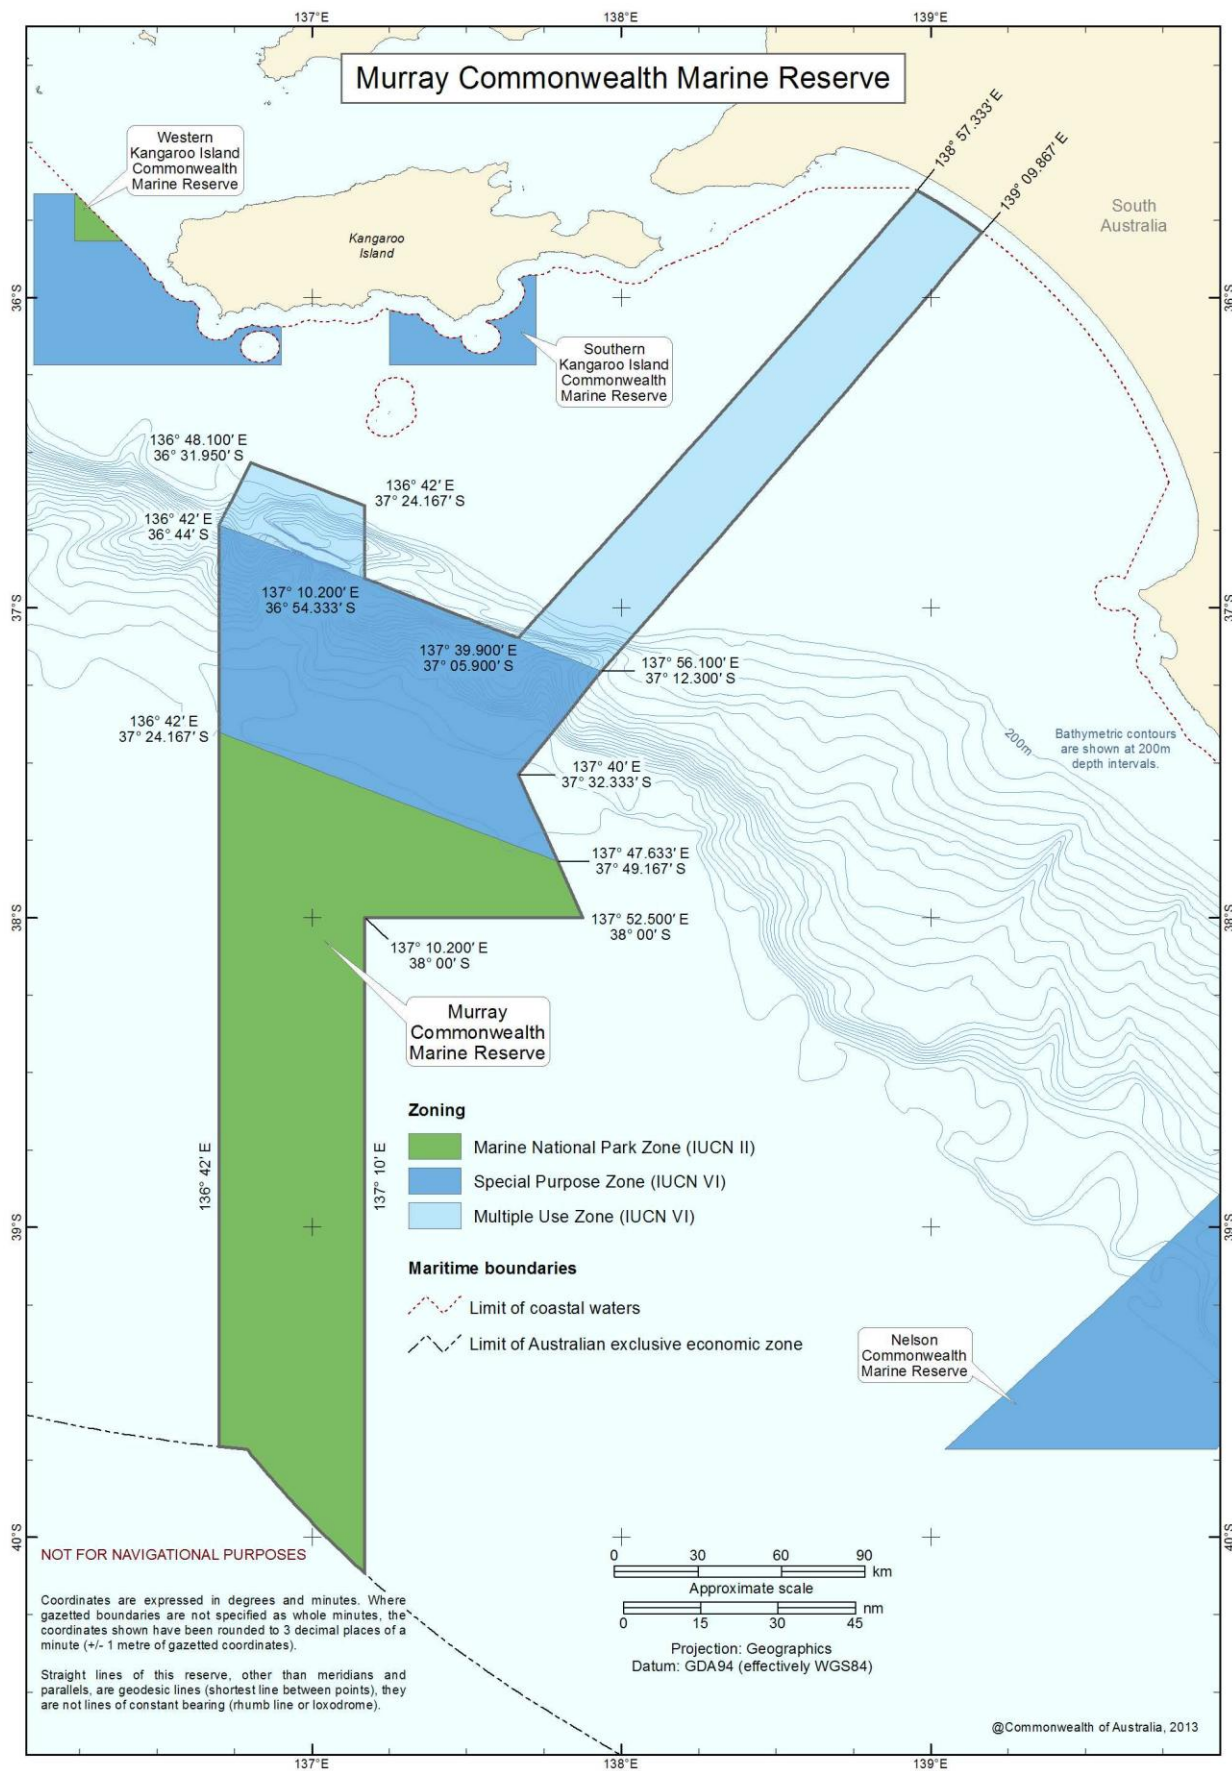 137°E
138°E
139°E
Murray Commonwealth Marine Reserve
138° 57.333' E
139° 09.867' E
Western
Kangaroo Island
Commonwealth
Marine Reserve
South
Australia
Kangaroo
Island
36°S
36°S
Southern
Kangaroo Island
Commonwealth
Marine Reserve
136° 48.100' E
36° 31.950' S
136° 42' E
37° 24.167' S
136° 42' E
36° 44' S
137° 10.200' E
36° 54.333' S
37°S
37°S
137° 39.900' E
37° 05.900' S
137° 56.100' E
37° 12.300' S
136° 42' E
37° 24.167' S
200m
Bathymetric contours
are shown at 200m
depth intervals.
137° 40' E
37° 32.333' S
137° 47.633' E
37° 49.167' S
38°S
38°S
137° 52.500' E
38° 00' S
137° 10.200' E
38° 00' S
Murray
Commonwealth
Marine Reserve
136° 42' E
137° 10' E
Zoning
Marine National Park Zone (IUCN II)
Special Purpose Zone (IUCN VI)
Multiple Use Zone (IUCN VI)
39°S
39°S
Maritime boundaries
Limit of coastal waters
Limit of Australian exclusive economic zone
Nelson
Commonwealth
Marine Reserve
40°S
40°S
NOT FOR NAVIGATIONAL PURPOSES
Coordinates are expressed in degrees and minutes. Where
gazetted boundaries are not specified as whole minutes, the
coordinates shown have been rounded to 3 decimal places of a
minute (+/- 1 metre of gazetted coordinates).
Straight lines of this reserve, other than meridians and
parallels, are geodesic lines (shortest line between points), they
are not lines of constant bearing (rhumb line or loxodrome).
0 30 60 90
km
Approximate scale
nm
0 15 30 45
Projection: Geographics
Datum: GDA94 (effectively WGS84)
@Commonwealth of Australia, 2013
137°E
138°E
139°E